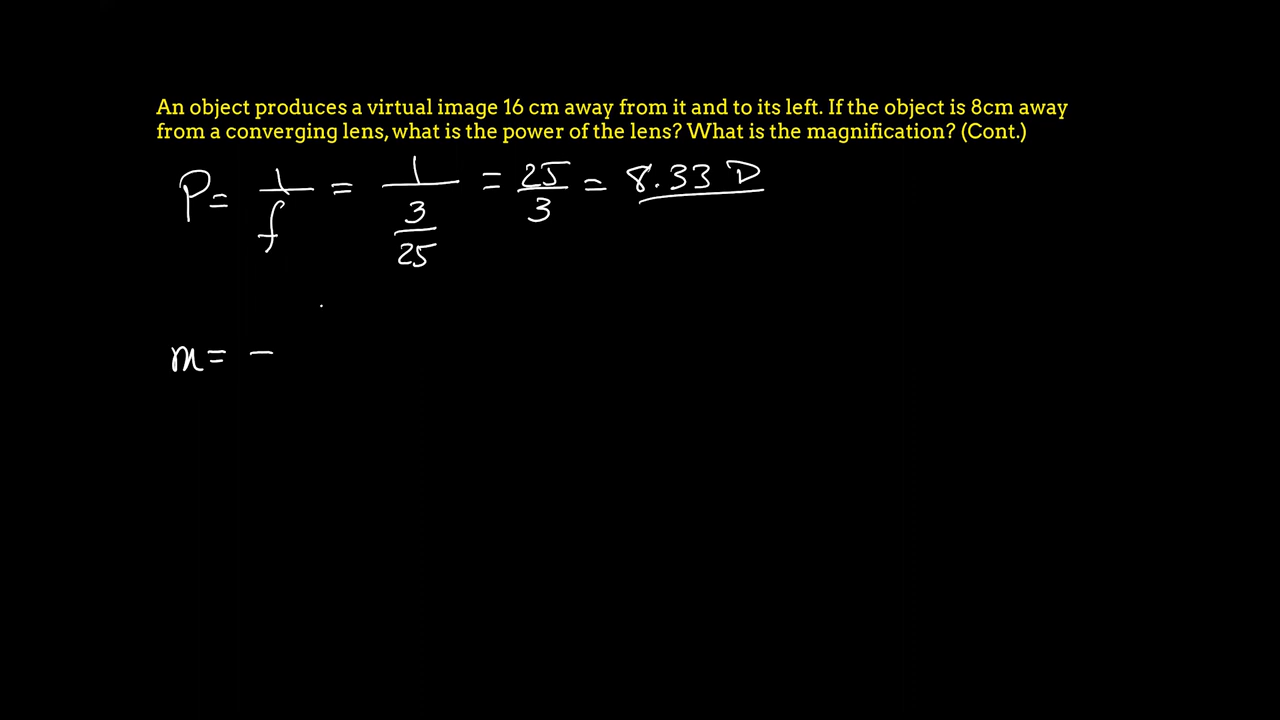 An object produces a virtual image 16 cm away from it and to its left. If the object is 8cm away
from a converging lens, what is the power of the lens? What is the magnification? (Cont.)
P = 1/f = 1/(3/25) = 25/3 = 8.33 D
m = -